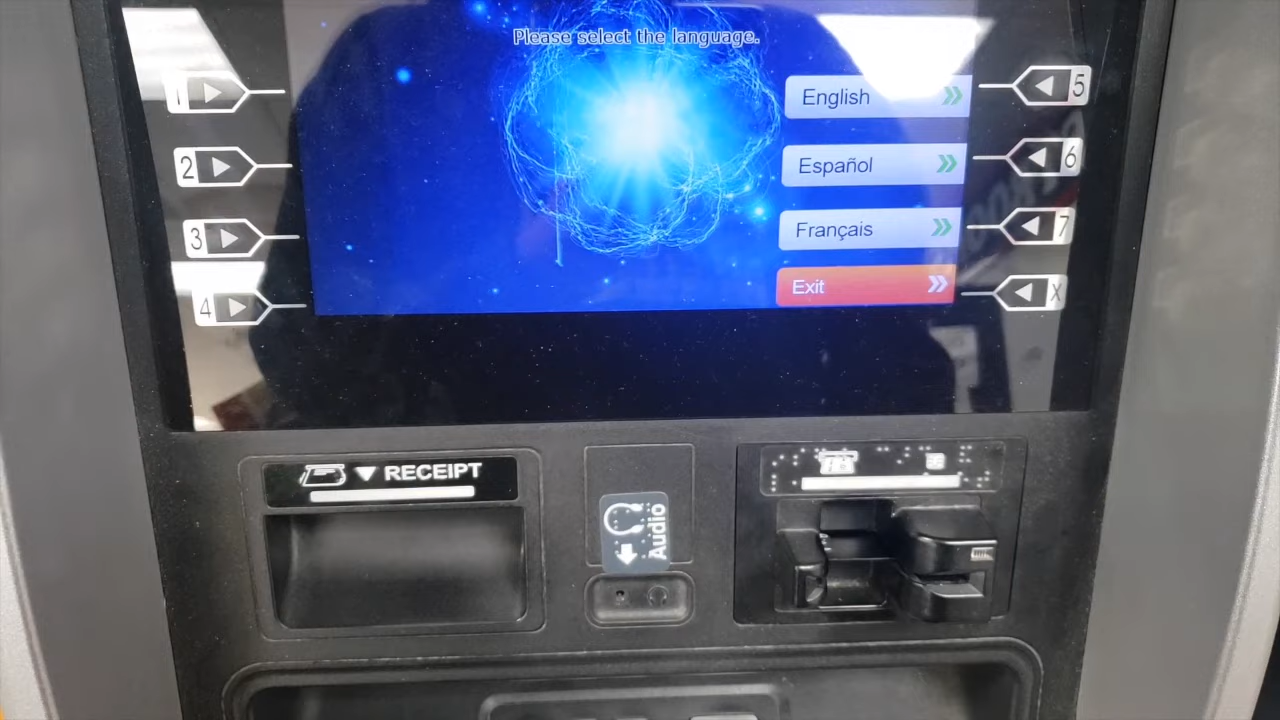 Please select the language.
1
English
5
2
Español
6
3
Français
7
4
Exit
X
RECEIPT
Audio